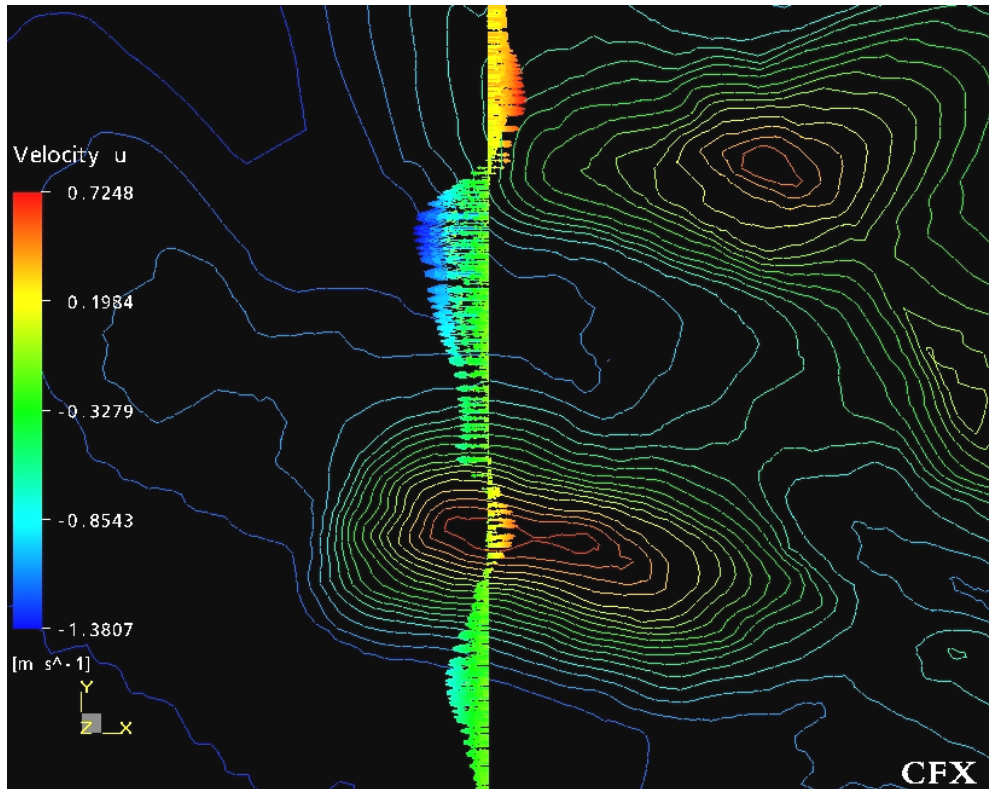 Velocity u
0.7248
0.1984
-0.3279
-0.8543
-1.3807
[m s^-1]
Y
Z X
CFX